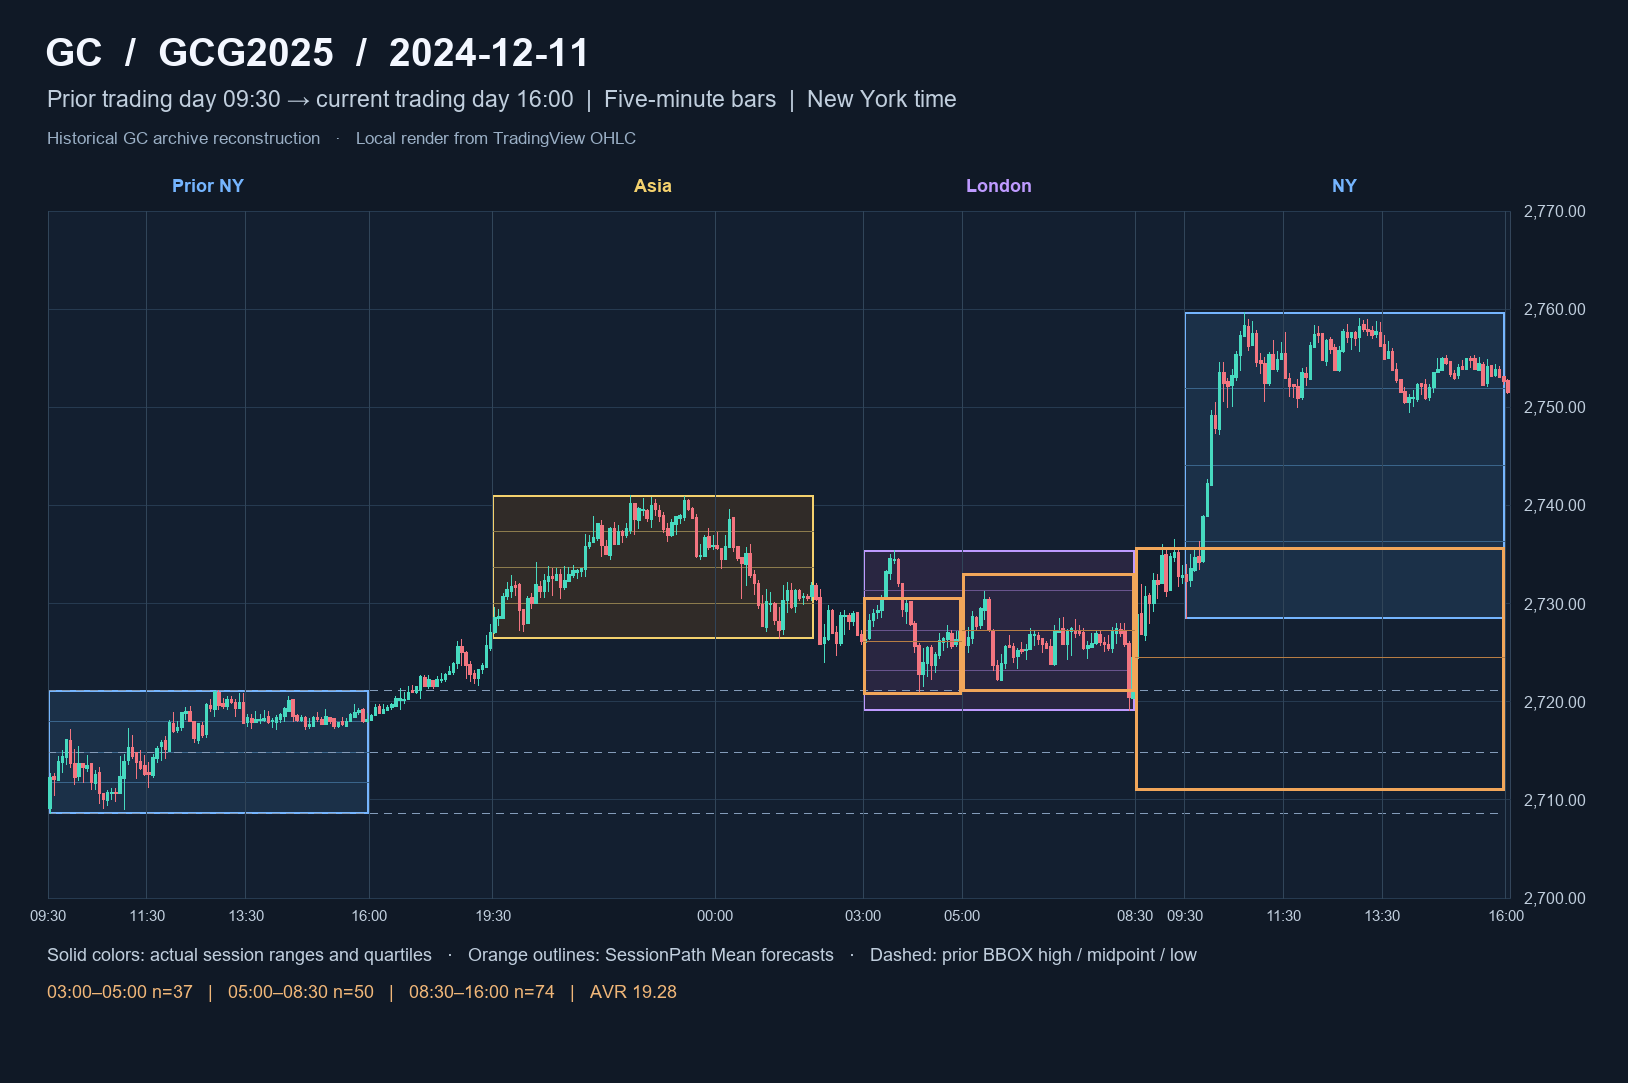 GC / GCG2025 / 2024-12-11
Prior trading day 09:30 → current trading day 16:00 | Five-minute bars | New York time
Historical GC archive reconstruction · Local render from TradingView OHLC
Prior NY Asia London NY
2,770.00
2,760.00
2,750.00
2,740.00
2,730.00
2,720.00
2,710.00
2,700.00
09:30 11:30 13:30 16:00 19:30 00:00 03:00 05:00 08:30 09:30 11:30 13:30 16:00
Solid colors: actual session ranges and quartiles · Orange outlines: SessionPath Mean forecasts · Dashed: prior BBOX high / midpoint / low
03:00–05:00 n=37 | 05:00–08:30 n=50 | 08:30–16:00 n=74 | AVR 19.28